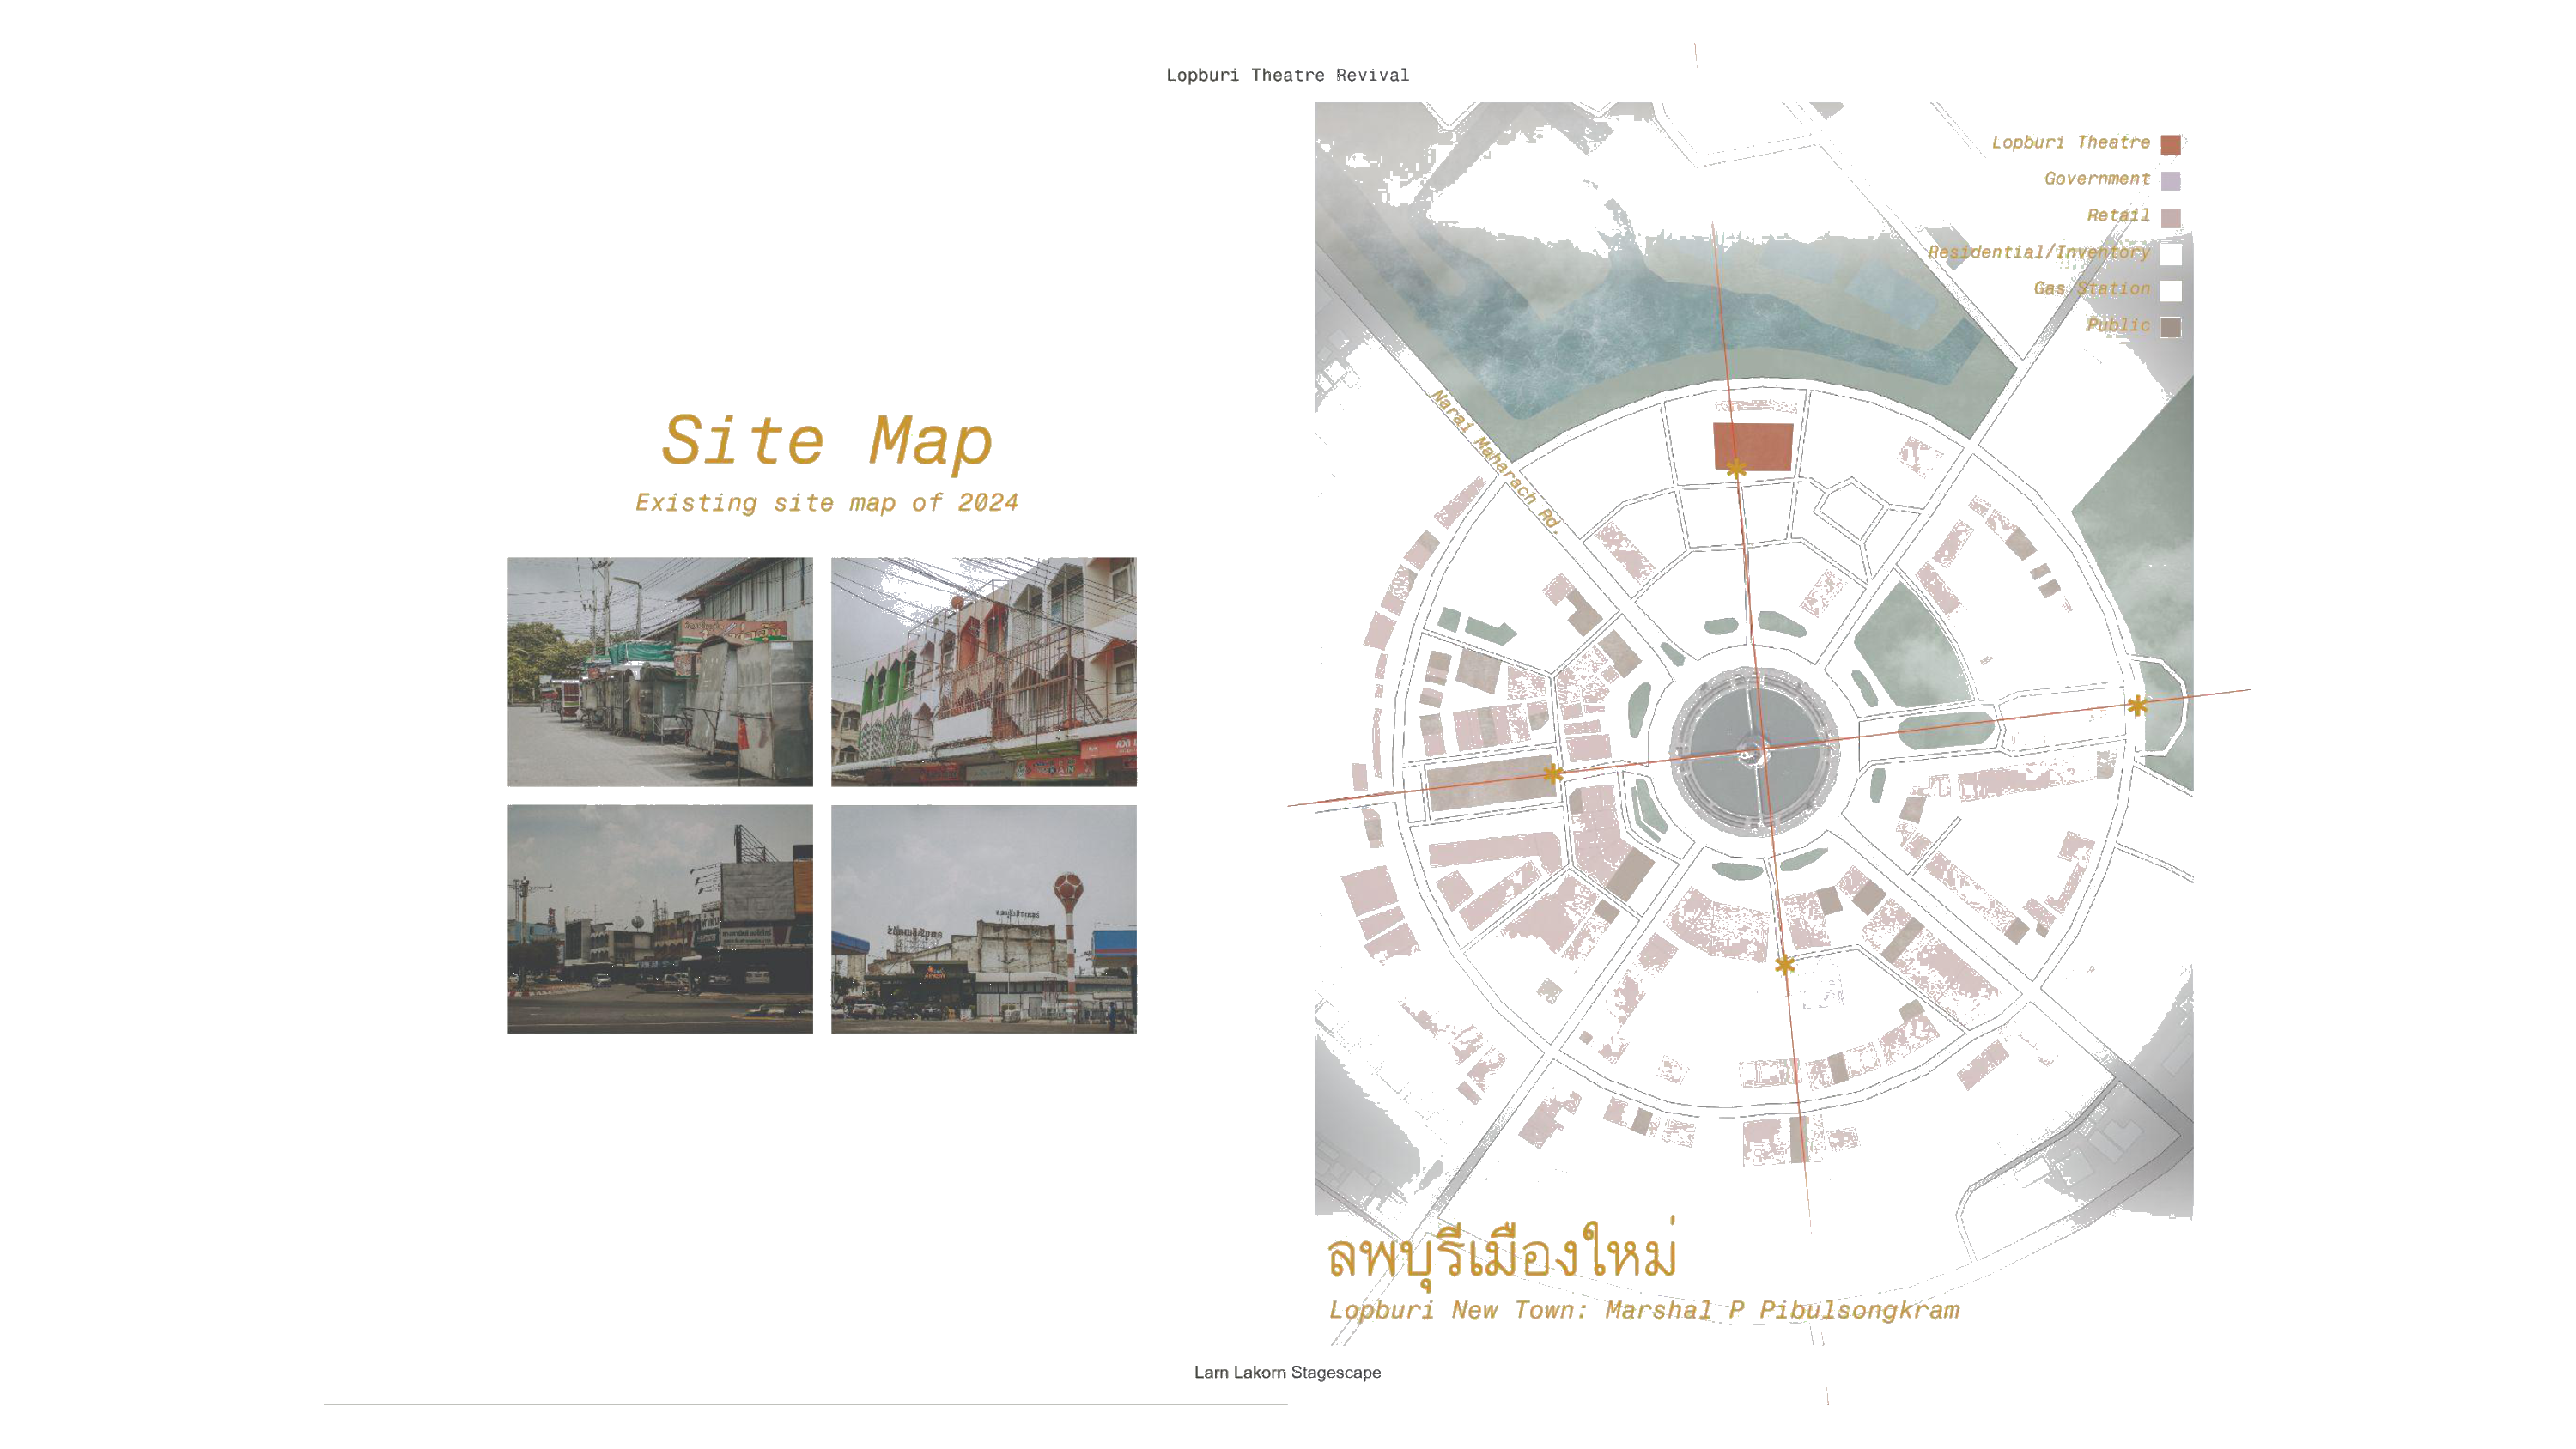 Lopburi Theatre Revival
Site Map
Existing site map of 2024
Lopburi Theatre
Government
Retail
Residential/Inventory
Gas Station
Public
Narai Maharach Rd.
ลพบุรีเมืองใหม่
Lopburi New Town: Marshal P Pibulsongkram
Larn Lakorn Stagescape